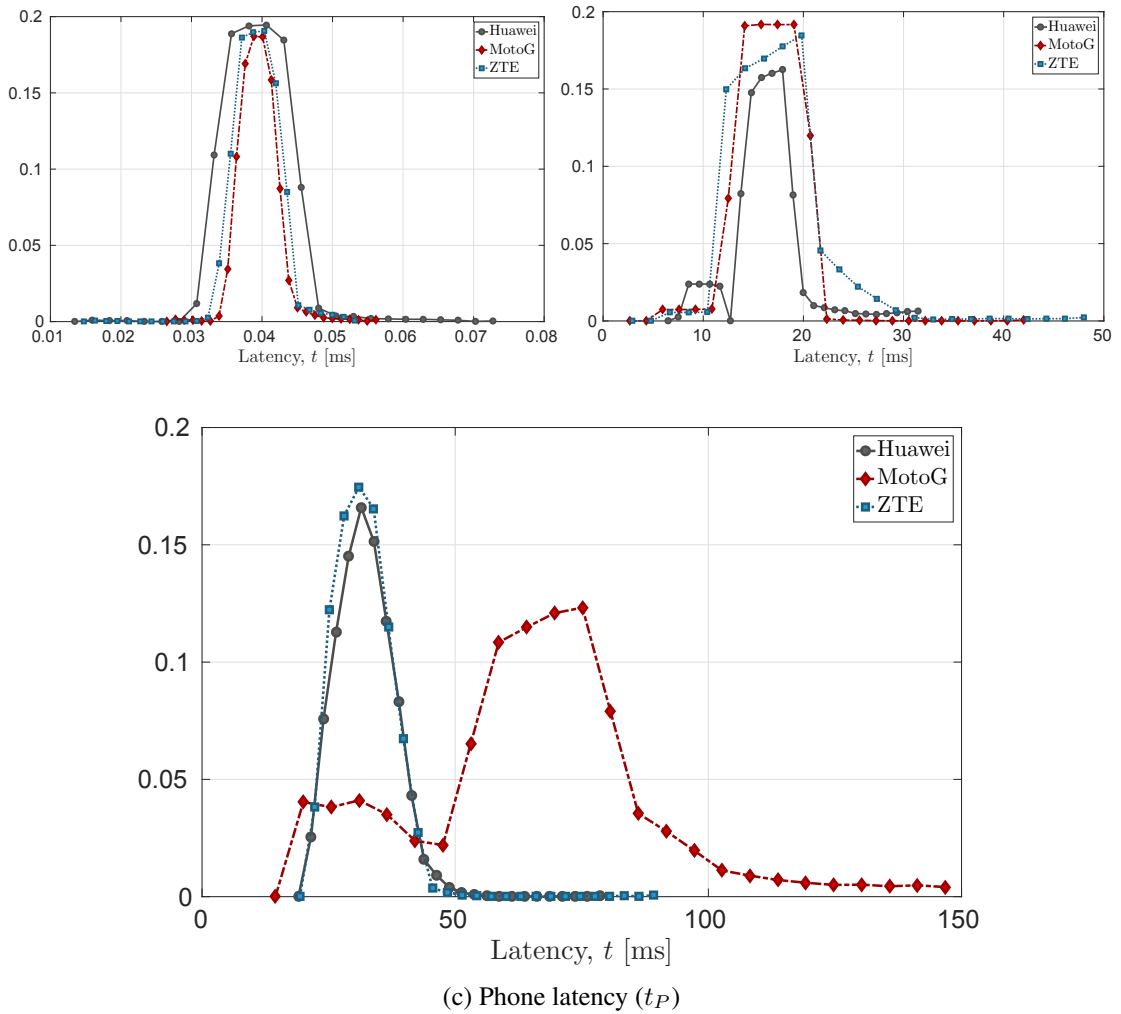 0.2
0.15
0.1
0.05
0
0.01 0.02 0.03 0.04 0.05 0.06 0.07 0.08
Latency, t [ms]
Huawei
MotoG
ZTE
0.2
0.15
0.1
0.05
0
0 10 20 30 40 50
Latency, t [ms]
Huawei
MotoG
ZTE
0.2
0.15
0.1
0.05
0
0 50 100 150
Latency, t [ms]
Huawei
MotoG
ZTE
(c) Phone latency (tP)